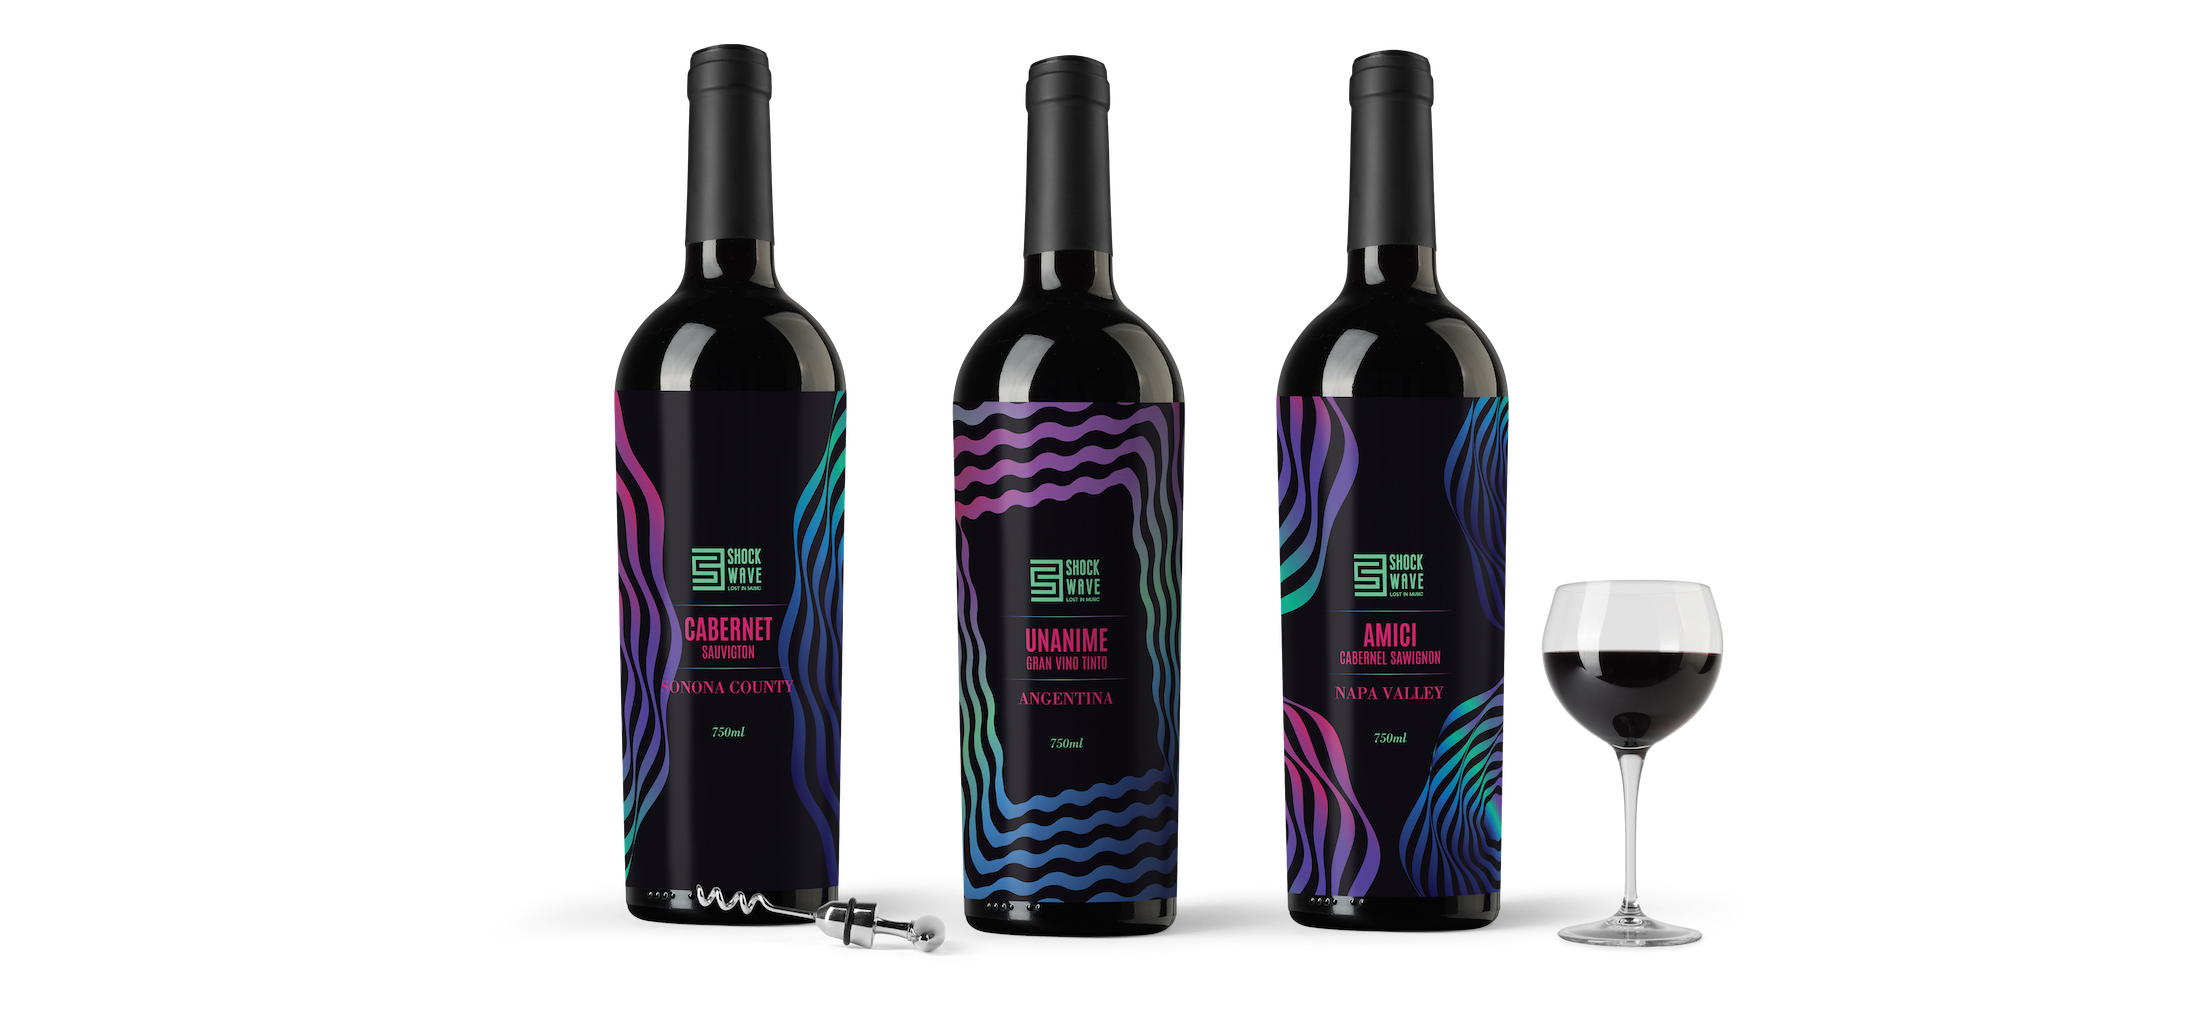 SHOCK
WAVE
LOST IN MUSIC
CABERNET
SAUVIGTON
SONONA COUNTY
750ml
SHOCK
WAVE
LOST IN MUSIC
UNANIME
GRAN VINO TINTO
ANGENTINA
750ml
SHOCK
WAVE
LOST IN MUSIC
AMICI
CABERNEL SAWIGNON
NAPA VALLEY
750ml